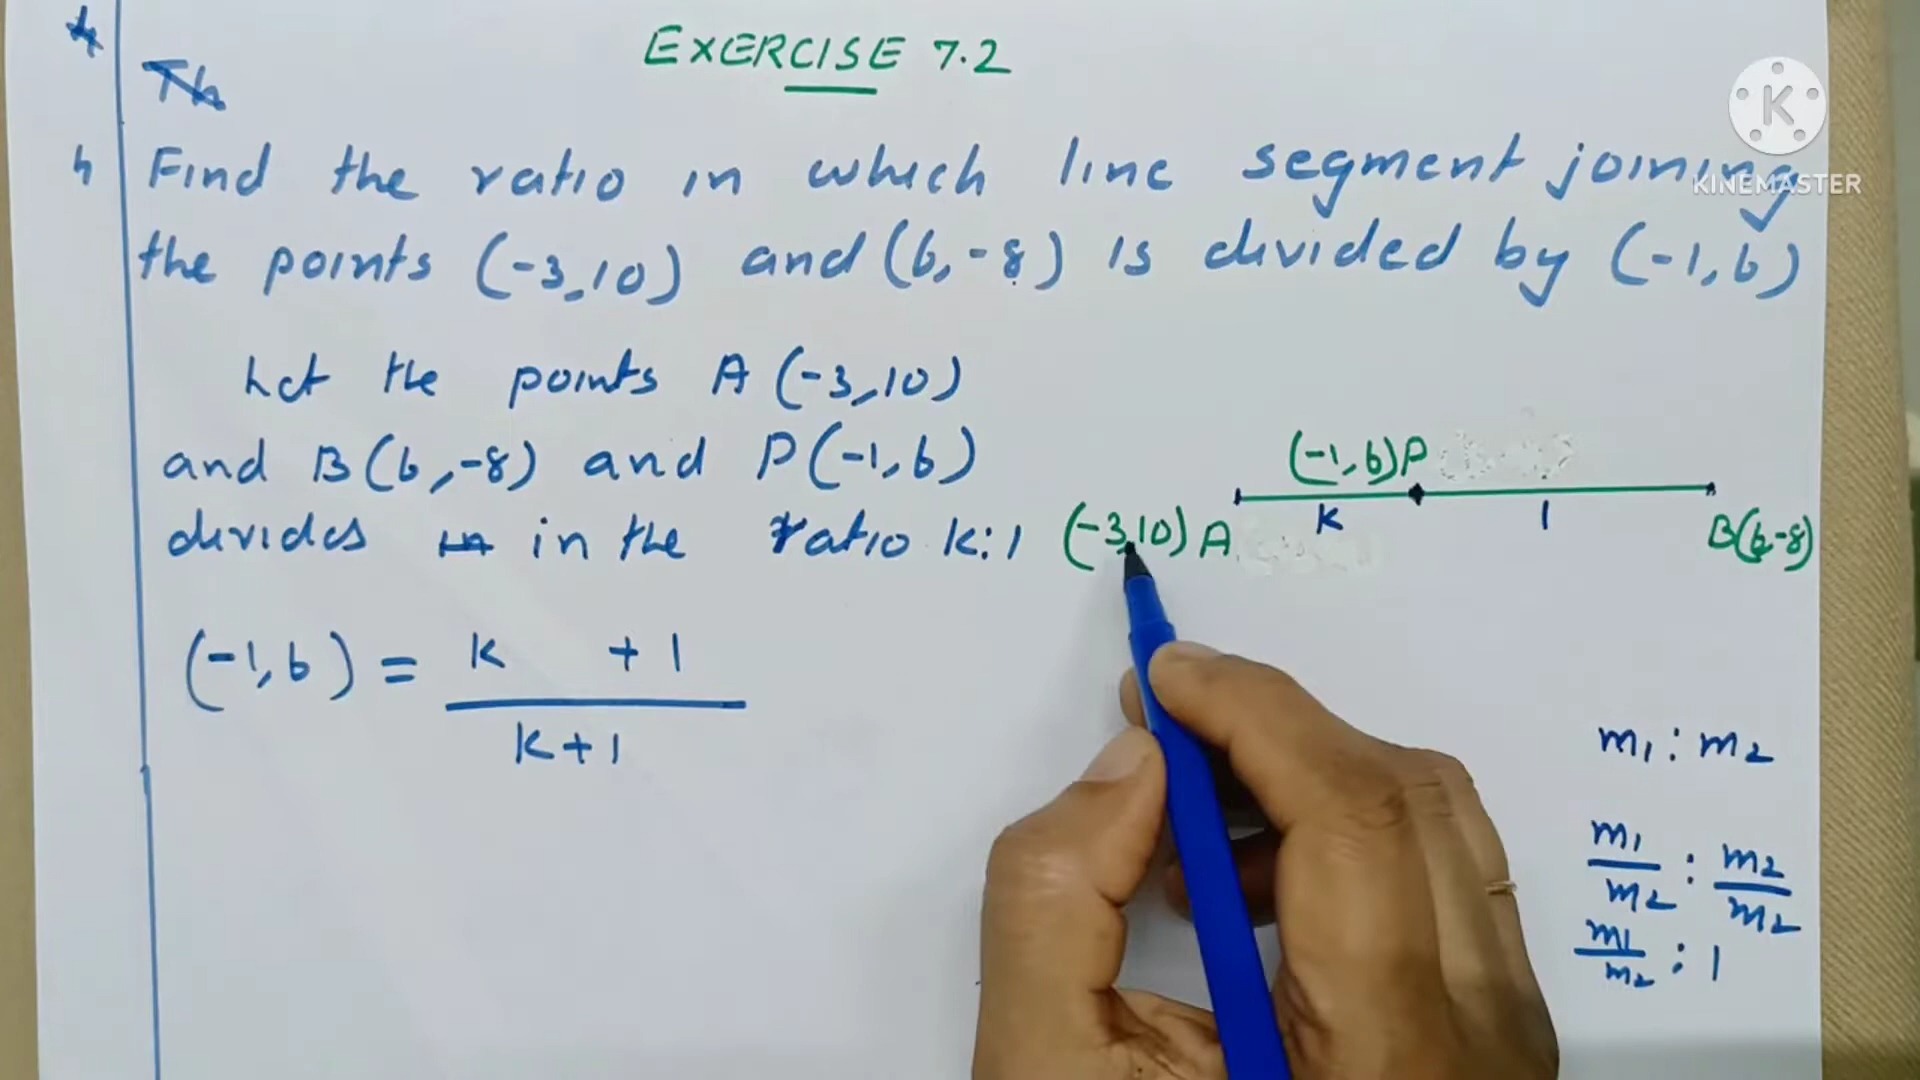 EXERCISE 7.2
K
KINEMASTER
4 Find the ratio in which line segment joining
the points (-3,10) and (6,-8) is divided by (-1,6)
Let the points A (-3,10)
and B(6,-8) and P(-1,6)
divides in the ratio k:1
(-1,6)P
k 1
(-3,10) A
B(6,-8)
(-1,6) = k +1
k+1
m1 : m2
m1 : m2
m2 m2
m1 : 1
m2